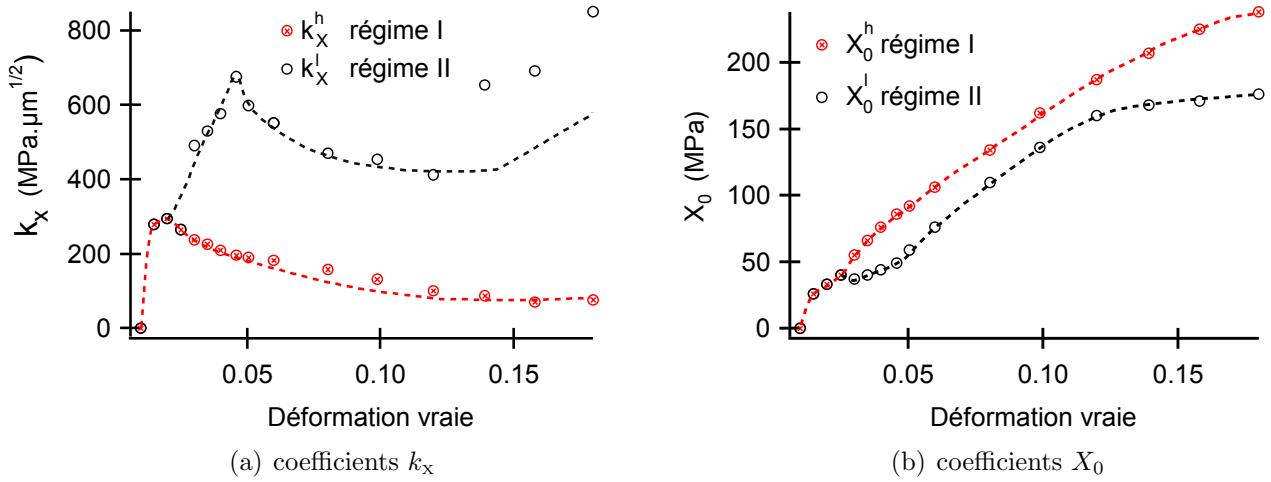 800
600
400
200
0
k_x (MPa.µm^1/2)
k_X^h régime I
k_X^l régime II
0.05
0.10
0.15
Déformation vraie
(a) coefficients k_x
200
150
100
50
0
X_0 (MPa)
X_0^h régime I
X_0^l régime II
0.05
0.10
0.15
Déformation vraie
(b) coefficients X_0